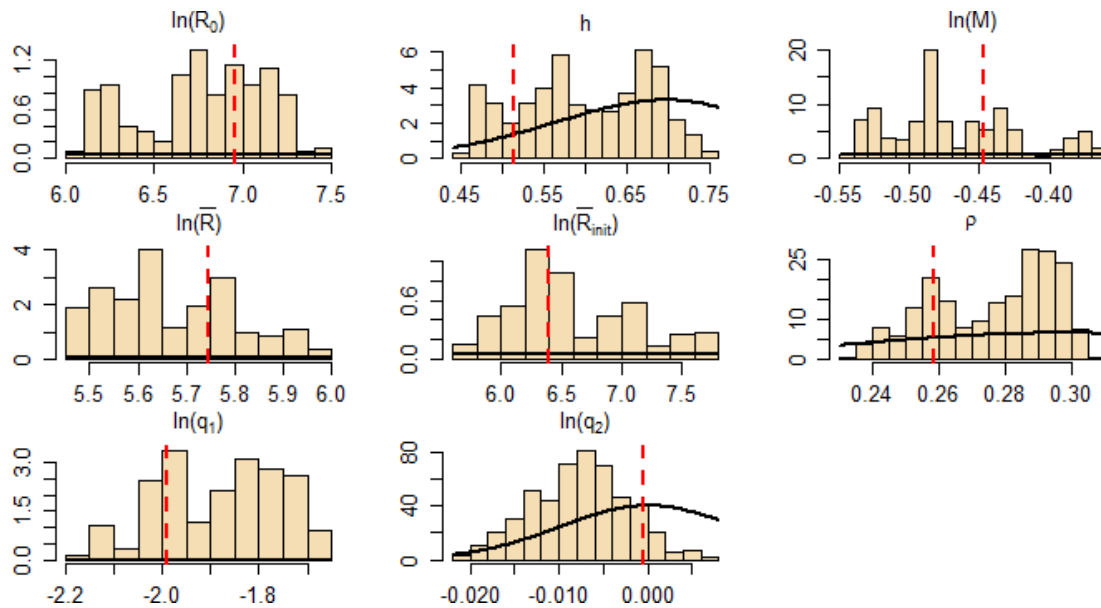 ln(R₀) h ln(M)
0.0 0.6 1.2
6.0 6.5 7.0 7.5
0 2 4 6
0.45 0.55 0.65 0.75
0 5 10 20
-0.55 -0.50 -0.45 -0.40
ln(R̅) ln(R̅init) ρ
0 2 4
5.5 5.6 5.7 5.8 5.9 6.0
0.0 0.6
6.0 6.5 7.0 7.5
0 5 10 25
0.24 0.26 0.28 0.30
ln(q₁) ln(q₂)
0.0 1.5 3.0
-2.2 -2.0 -1.8
0 40 80
-0.020 -0.010 0.000